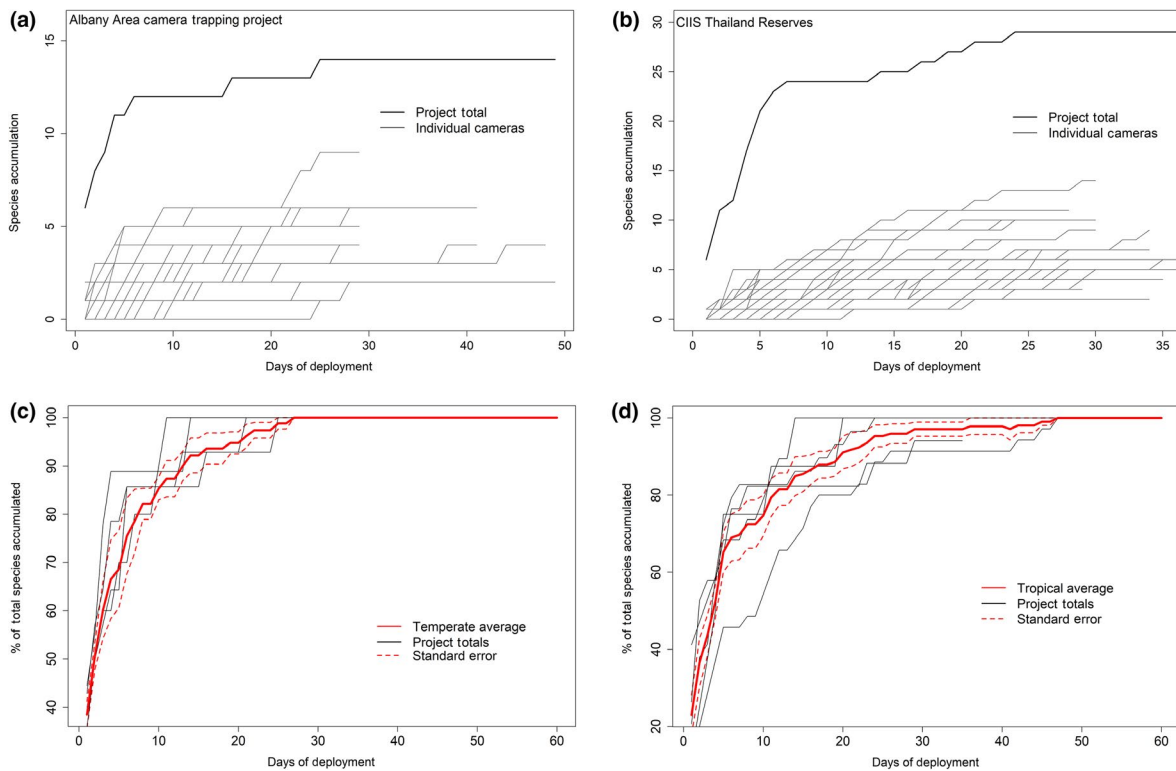 (a)
Albany Area camera trapping project
15
10
5
0
Species accumulation
Project total
Individual cameras
0 10 20 30 40 50
Days of deployment
(b)
CIIS Thailand Reserves
30
25
20
15
10
5
0
Species accumulation
Project total
Individual cameras
0 5 10 15 20 25 30 35
Days of deployment
(c)
100
90
80
70
60
50
40
% of total species accumulated
Temperate average
Project totals
Standard error
0 10 20 30 40 50 60
Days of deployment
(d)
100
80
60
40
20
% of total species accumulated
Tropical average
Project totals
Standard error
0 10 20 30 40 50 60
Days of deployment